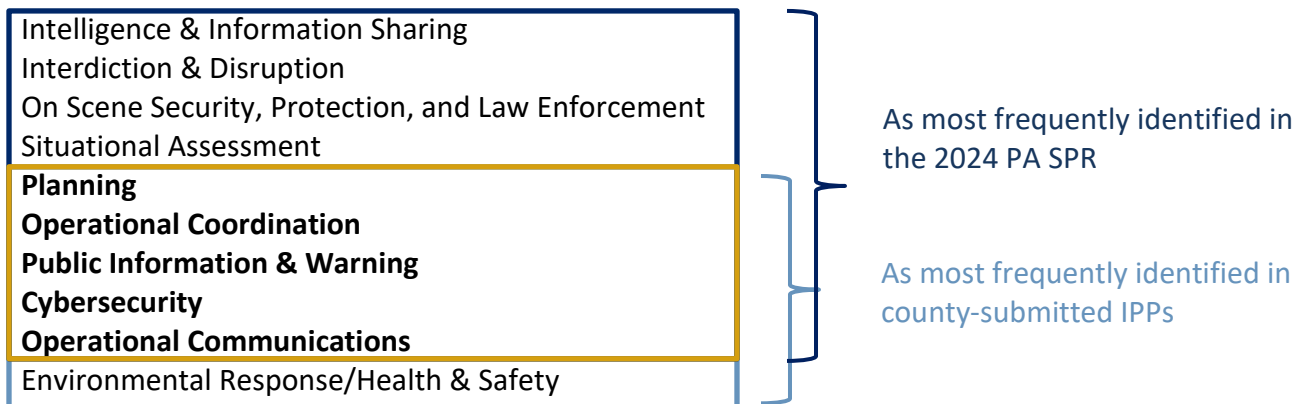 Intelligence & Information Sharing
Interdiction & Disruption
On Scene Security, Protection, and Law Enforcement
Situational Assessment
Planning
Operational Coordination
Public Information & Warning
Cybersecurity
Operational Communications
Environmental Response/Health & Safety
As most frequently identified in
the 2024 PA SPR
As most frequently identified in
county-submitted IPPs